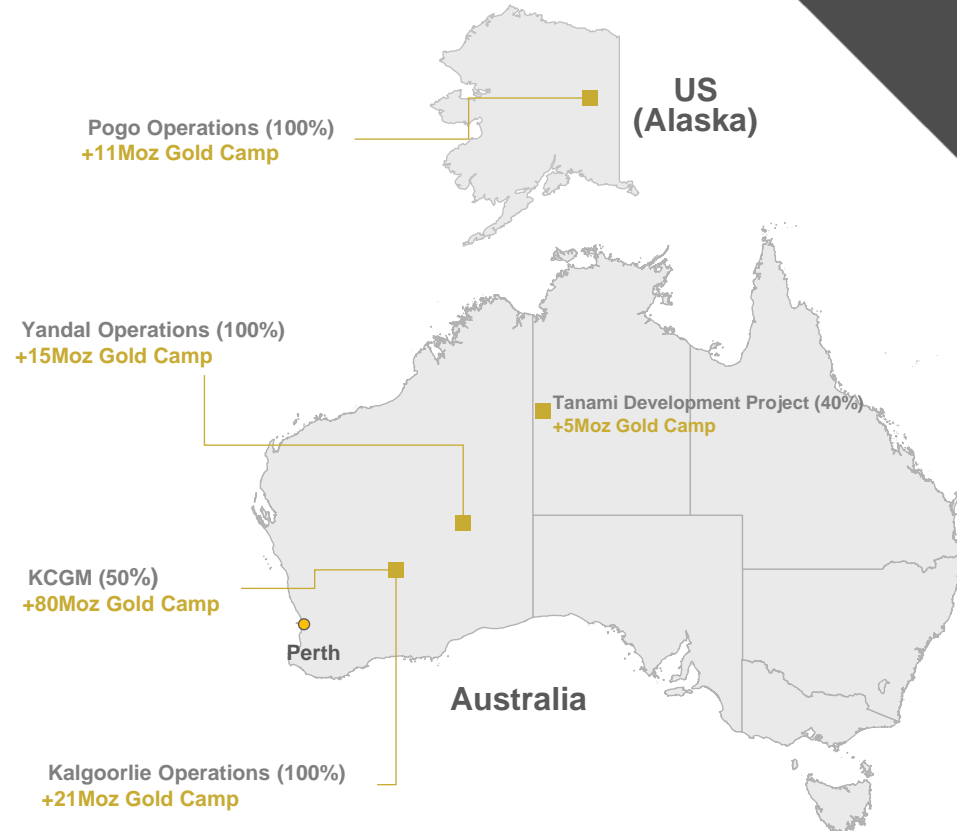 US
(Alaska)
Pogo Operations (100%)
+11Moz Gold Camp
Yandal Operations (100%)
+15Moz Gold Camp
Tanami Development Project (40%)
+5Moz Gold Camp
KCGM (50%)
+80Moz Gold Camp
Perth
Australia
Kalgoorlie Operations (100%)
+21Moz Gold Camp